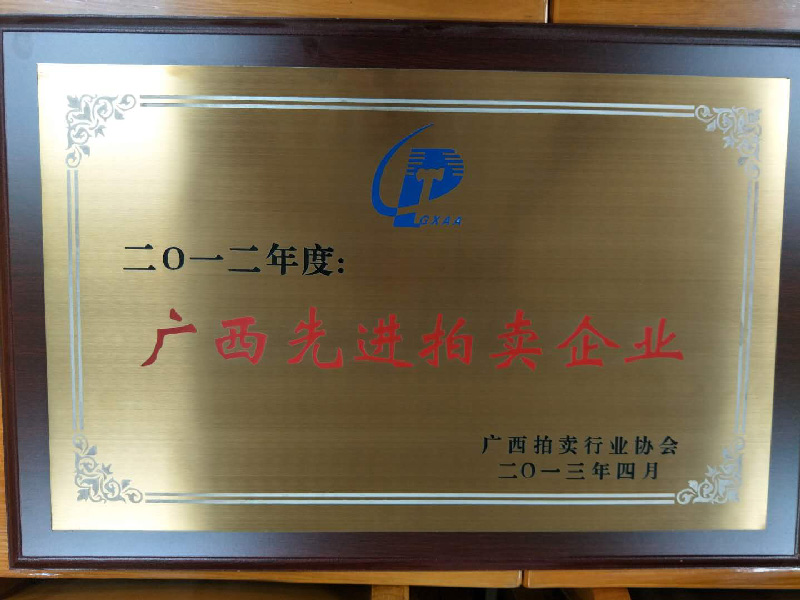 GXAA
二O一二年度:
广西先进拍卖企业
广西拍卖行业协会
二O一三年四月